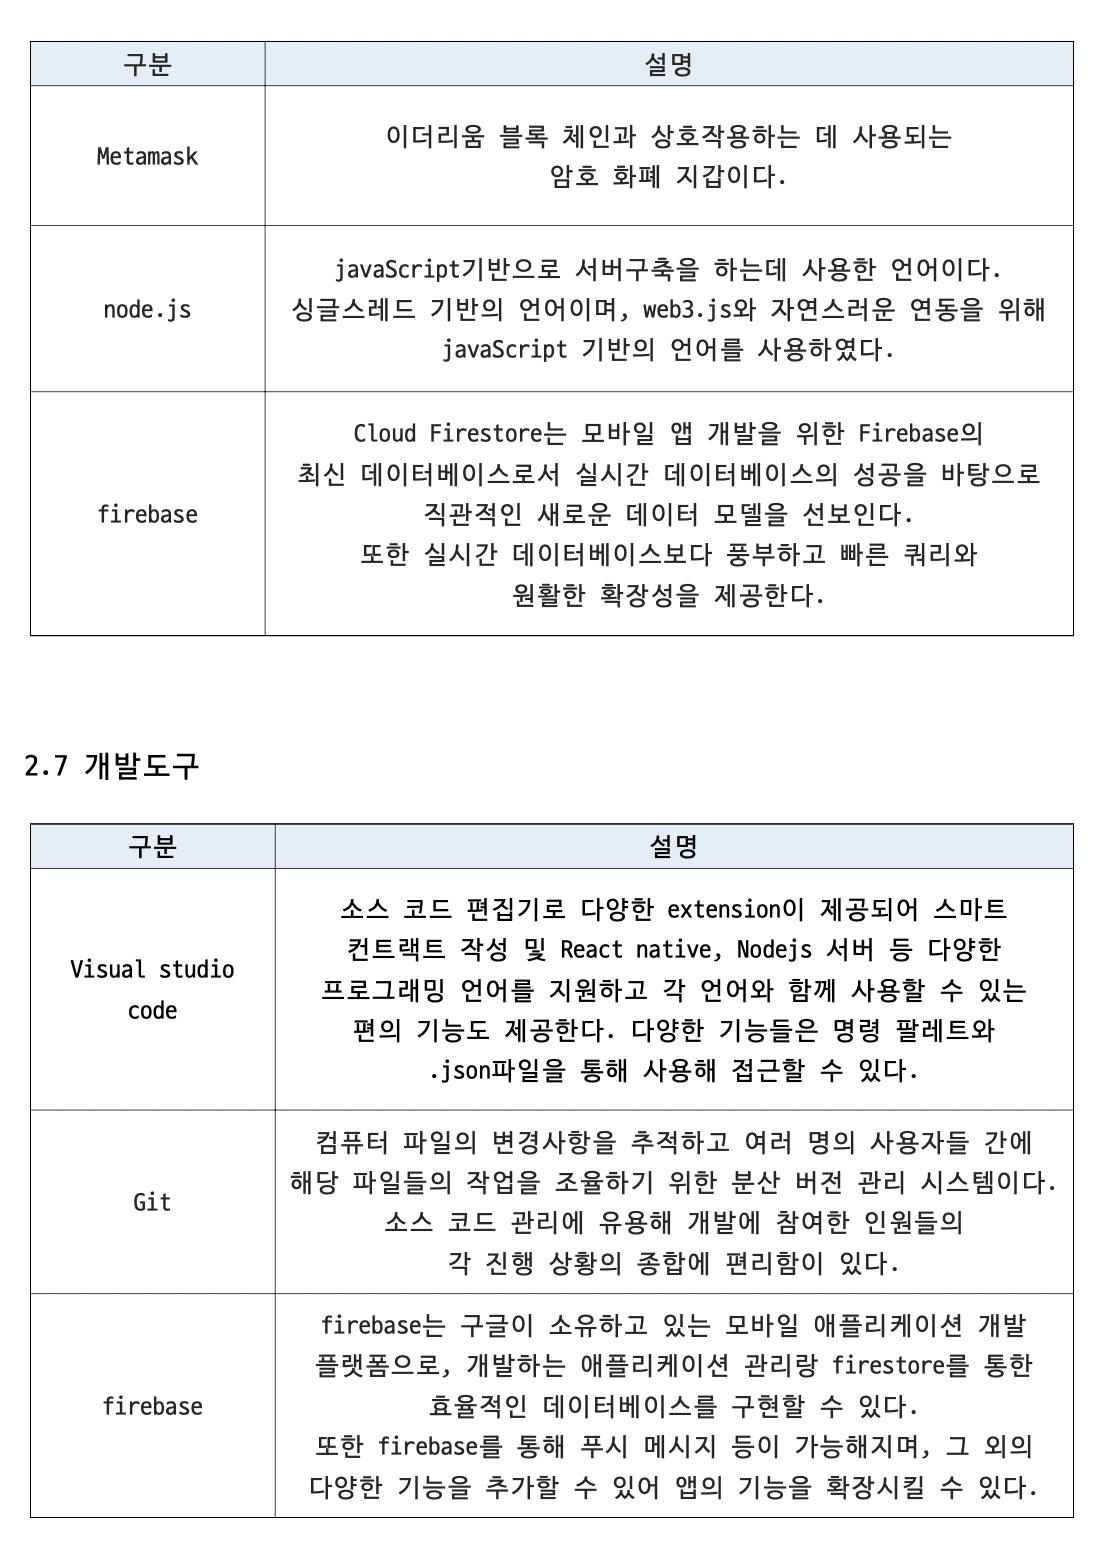 구분 설명
Metamask
이더리움 블록 체인과 상호작용하는 데 사용되는
암호 화폐 지갑이다.
node.js
javaScript기반으로 서버구축을 하는데 사용한 언어이다.
싱글스레드 기반의 언어이며, web3.js와 자연스러운 연동을 위해
javaScript 기반의 언어를 사용하였다.
firebase
Cloud Firestore는 모바일 앱 개발을 위한 Firebase의
최신 데이터베이스로서 실시간 데이터베이스의 성공을 바탕으로
직관적인 새로운 데이터 모델을 선보인다.
또한 실시간 데이터베이스보다 풍부하고 빠른 쿼리와
원활한 확장성을 제공한다.
2.7 개발도구
구분 설명
Visual studio
code
소스 코드 편집기로 다양한 extension이 제공되어 스마트
컨트랙트 작성 및 React native, Nodejs 서버 등 다양한
프로그래밍 언어를 지원하고 각 언어와 함께 사용할 수 있는
편의 기능도 제공한다. 다양한 기능들은 명령 팔레트와
.json파일을 통해 사용해 접근할 수 있다.
Git
컴퓨터 파일의 변경사항을 추적하고 여러 명의 사용자들 간에
해당 파일들의 작업을 조율하기 위한 분산 버전 관리 시스템이다.
소스 코드 관리에 유용해 개발에 참여한 인원들의
각 진행 상황의 종합에 편리함이 있다.
firebase
firebase는 구글이 소유하고 있는 모바일 애플리케이션 개발
플랫폼으로, 개발하는 애플리케이션 관리랑 firestore를 통한
효율적인 데이터베이스를 구현할 수 있다.
또한 firebase를 통해 푸시 메시지 등이 가능해지며, 그 외의
다양한 기능을 추가할 수 있어 앱의 기능을 확장시킬 수 있다.